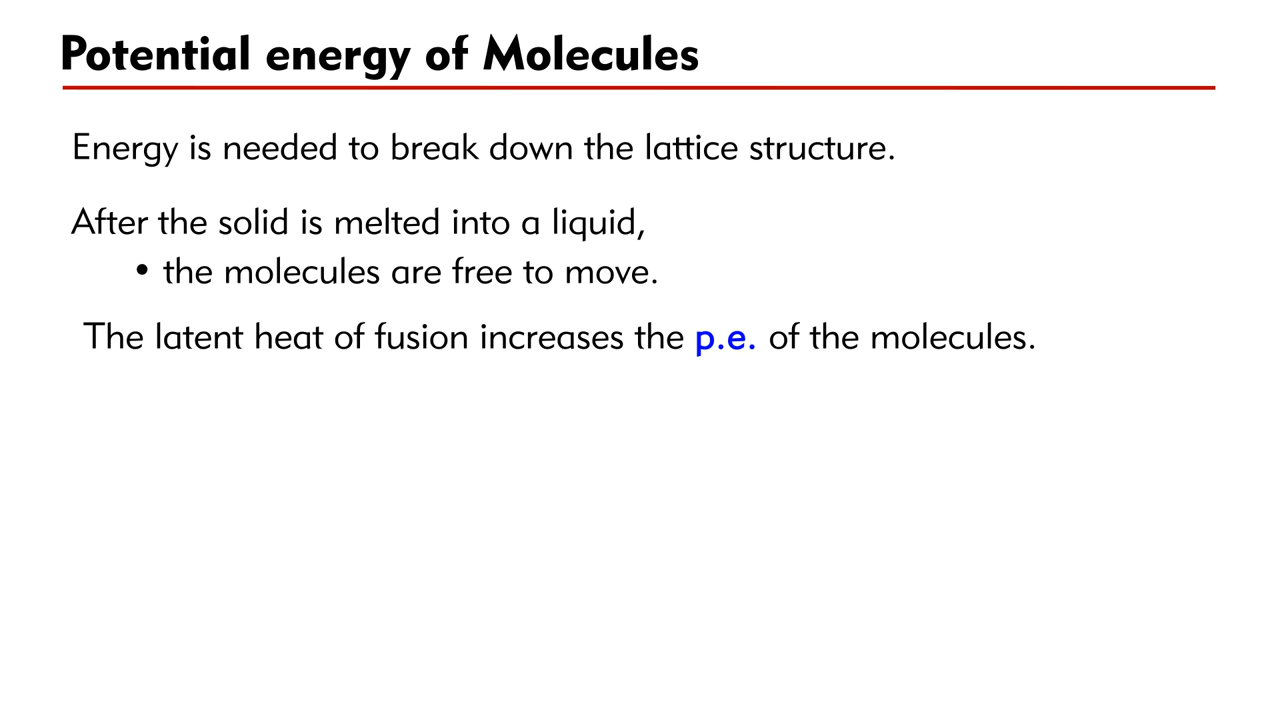 Potential energy of Molecules
Energy is needed to break down the lattice structure.
After the solid is melted into a liquid,
• the molecules are free to move.
The latent heat of fusion increases the p.e. of the molecules.